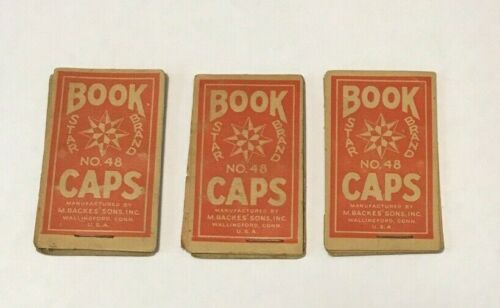 BOOK
STAR BRAND
NO. 48
CAPS
MANUFACTURED BY
M. BACKES' SONS, INC.
WALLINGFORD, CONN.
U.S.A.
BOOK
STAR BRAND
NO. 48
CAPS
MANUFACTURED BY
M. BACKES' SONS, INC.
WALLINGFORD, CONN.
U.S.A.
BOOK
STAR BRAND
NO. 48
CAPS
MANUFACTURED BY
M. BACKES' SONS, INC.
WALLINGFORD, CONN.
U.S.A.